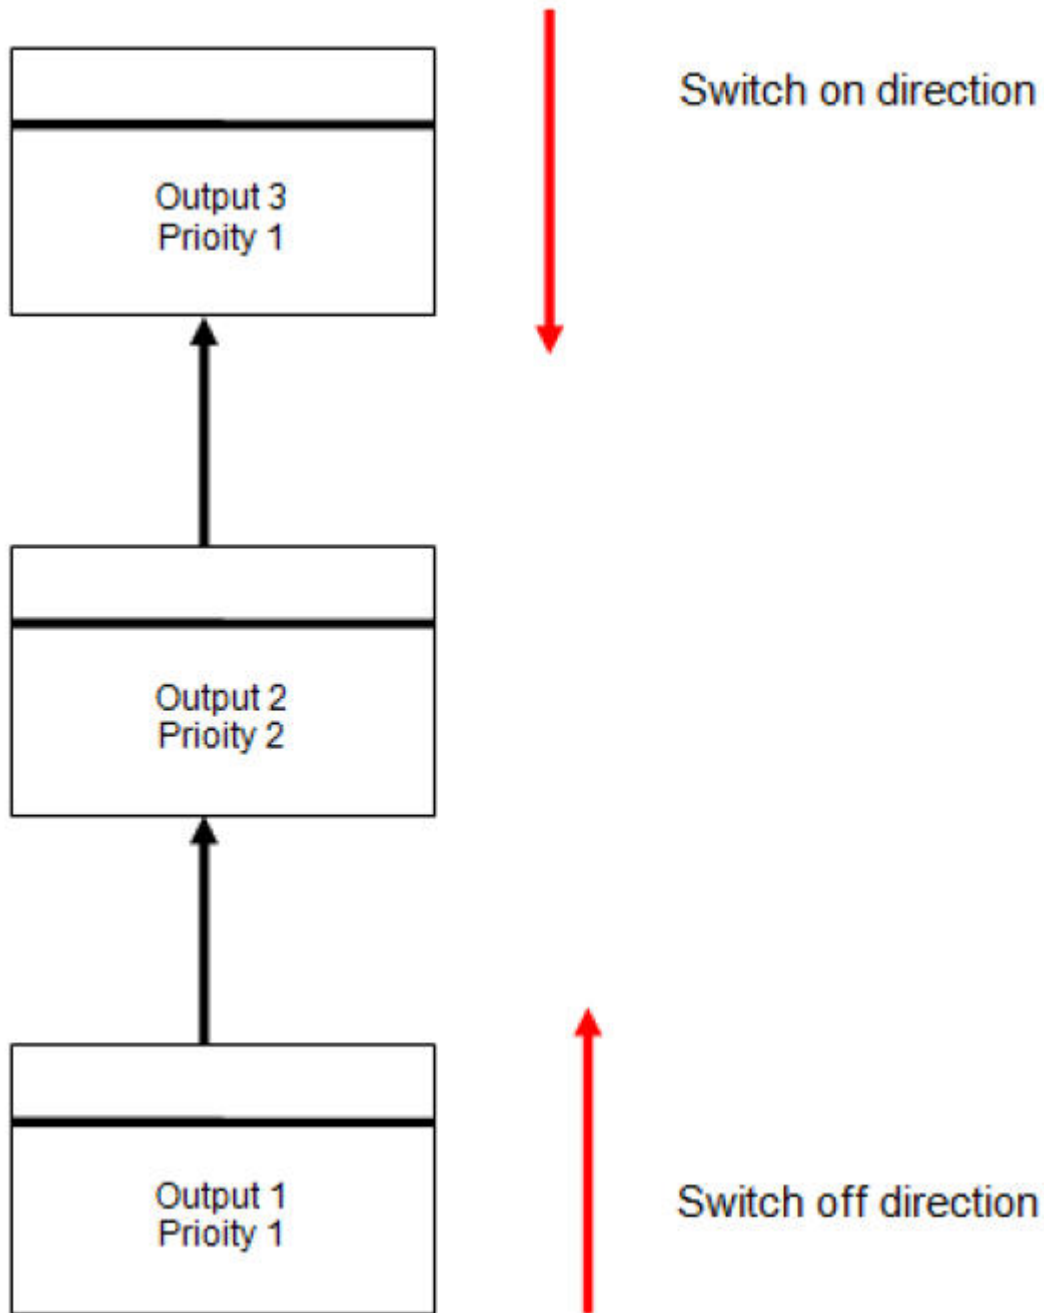 Switch on direction
Output 3
Prioity 1
Output 2
Prioity 2
Output 1
Prioity 1
Switch off direction